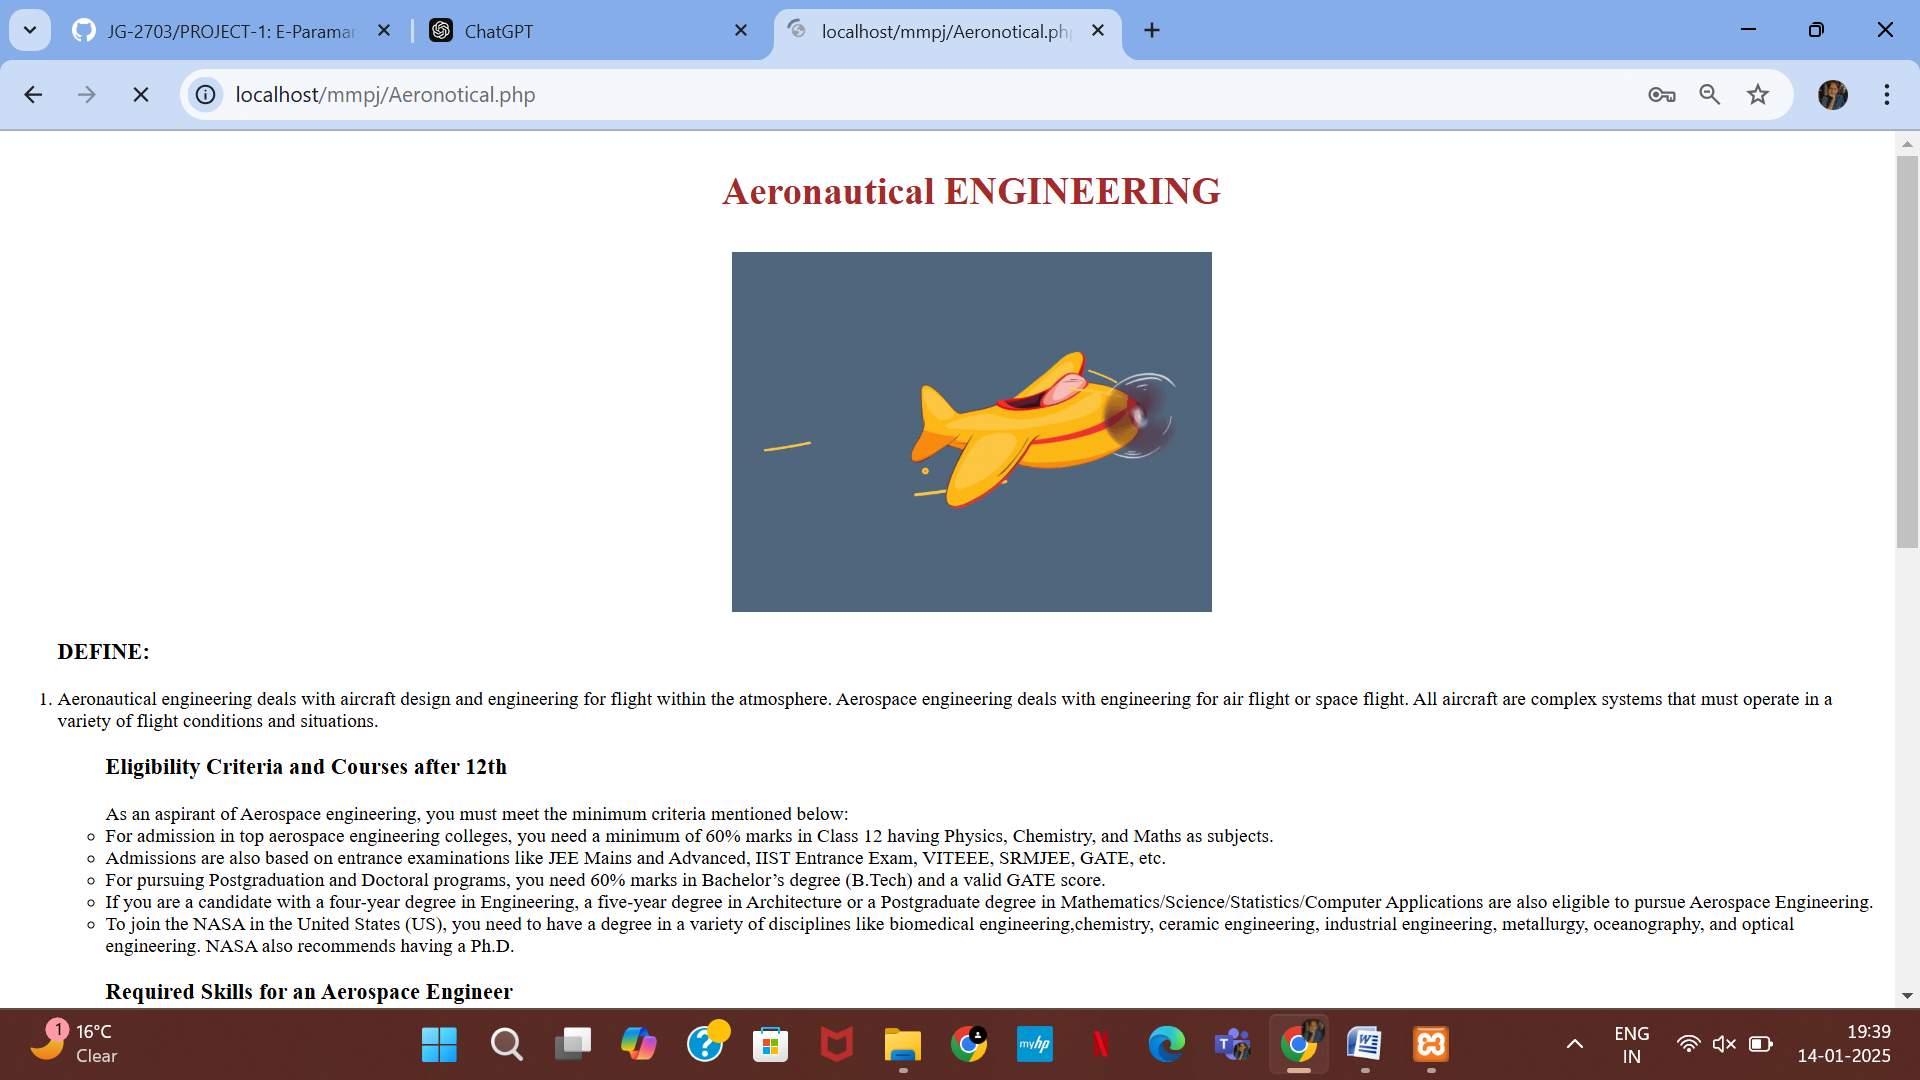 JG-2703/PROJECT-1: E-Paramar
ChatGPT
localhost/mmpj/Aeronotical.ph
localhost/mmpj/Aeronotical.php
Aeronautical ENGINEERING
DEFINE:
1. Aeronautical engineering deals with aircraft design and engineering for flight within the atmosphere. Aerospace engineering deals with engineering for air flight or space flight. All aircraft are complex systems that must operate in a
variety of flight conditions and situations.
Eligibility Criteria and Courses after 12th
As an aspirant of Aerospace engineering, you must meet the minimum criteria mentioned below:
For admission in top aerospace engineering colleges, you need a minimum of 60% marks in Class 12 having Physics, Chemistry, and Maths as subjects.
Admissions are also based on entrance examinations like JEE Mains and Advanced, IIST Entrance Exam, VITEEE, SRMJEE, GATE, etc.
For pursuing Postgraduation and Doctoral programs, you need 60% marks in Bachelor’s degree (B.Tech) and a valid GATE score.
If you are a candidate with a four-year degree in Engineering, a five-year degree in Architecture or a Postgraduate degree in Mathematics/Science/Statistics/Computer Applications are also eligible to pursue Aerospace Engineering.
To join the NASA in the United States (US), you need to have a degree in a variety of disciplines like biomedical engineering,chemistry, ceramic engineering, industrial engineering, metallurgy, oceanography, and optical
engineering. NASA also recommends having a Ph.D.
Required Skills for an Aerospace Engineer
1
16°C
Clear
myhp
ENG
IN
19:39
14-01-2025